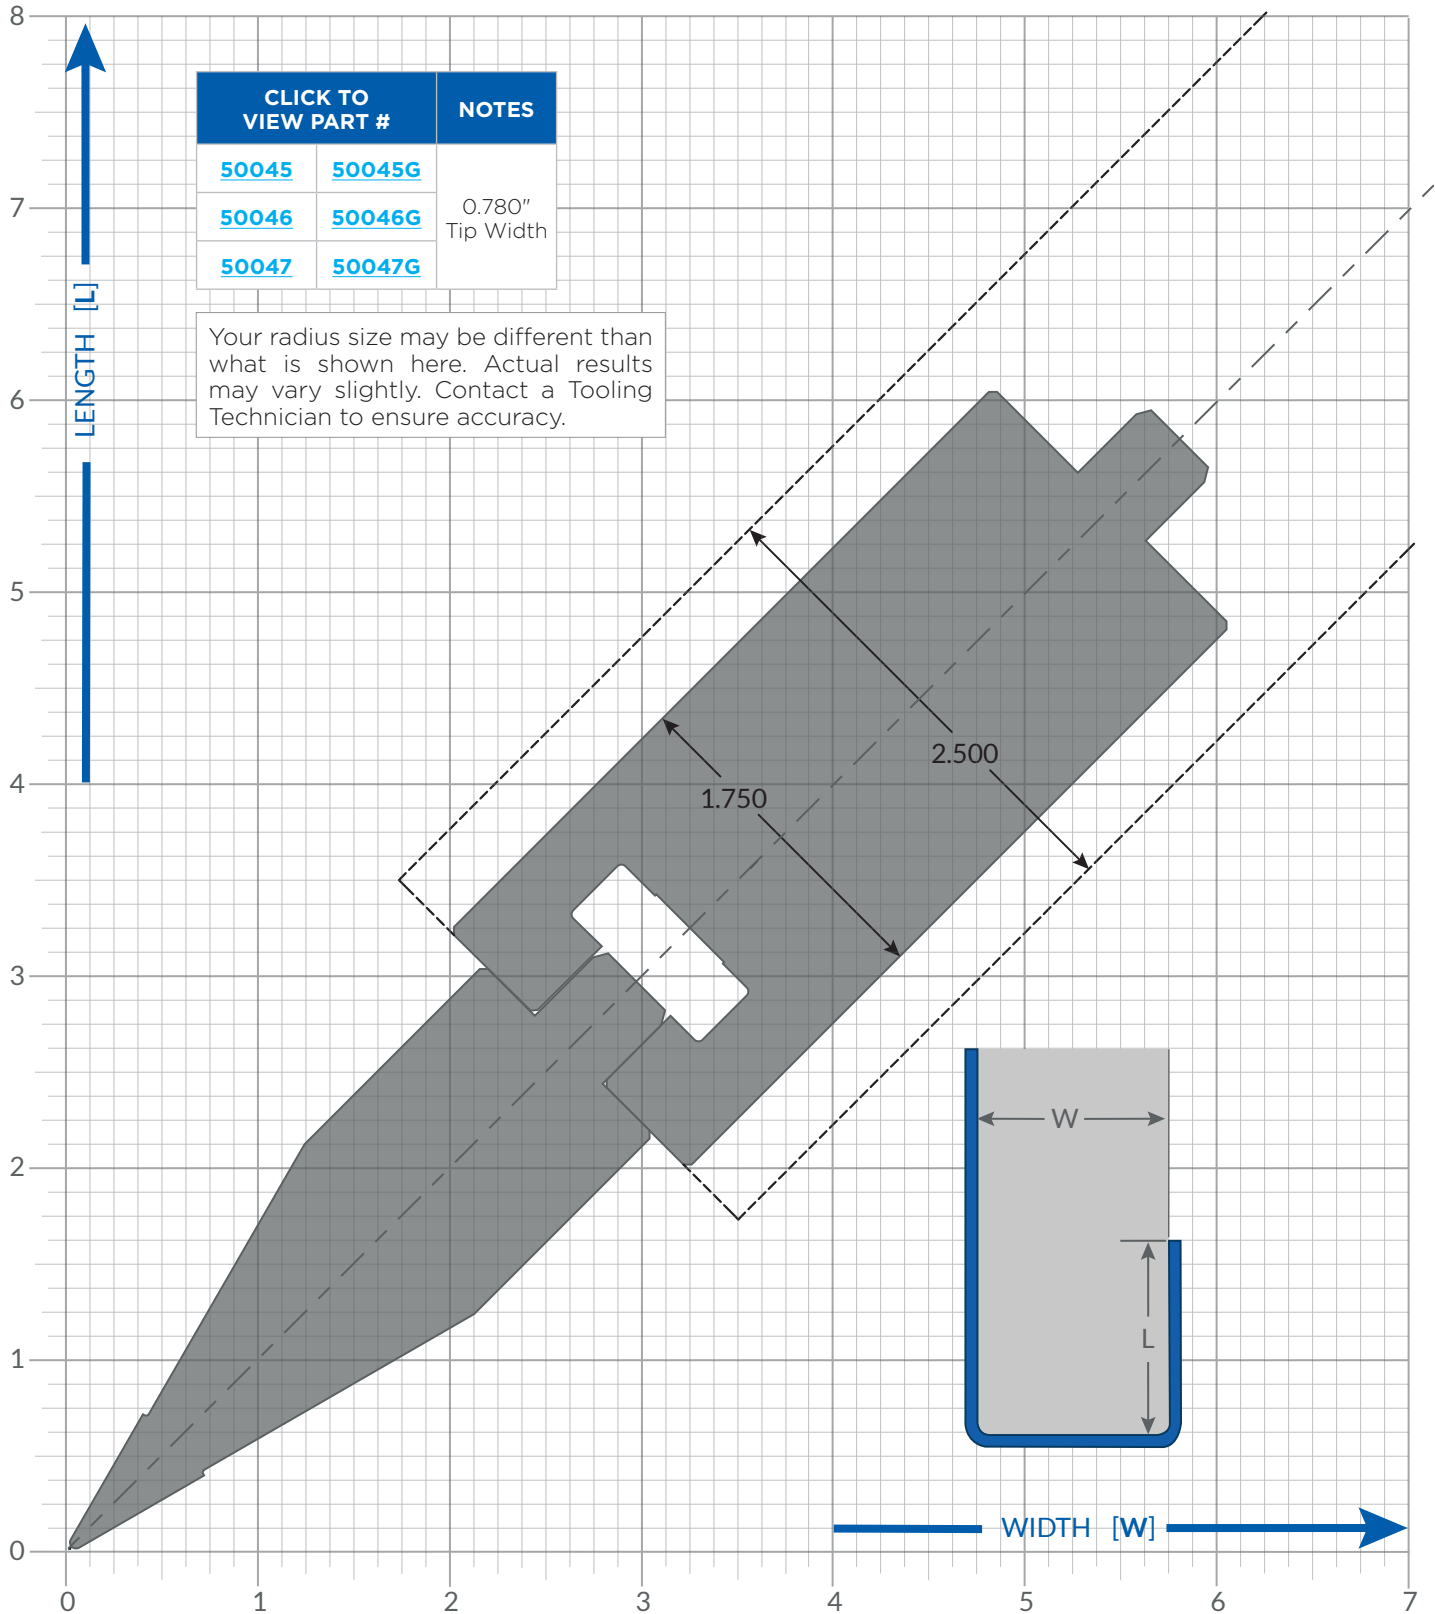 8
7
6
5
4
3
2
1
0
LENGTH [L]
CLICK TO
VIEW PART #
NOTES
50045 50045G
50046 50046G
50047 50047G
0.780"
Tip Width
Your radius size may be different than
what is shown here. Actual results
may vary slightly. Contact a Tooling
Technician to ensure accuracy.
2.500
1.750
W
L
WIDTH [W]
0 1 2 3 4 5 6 7